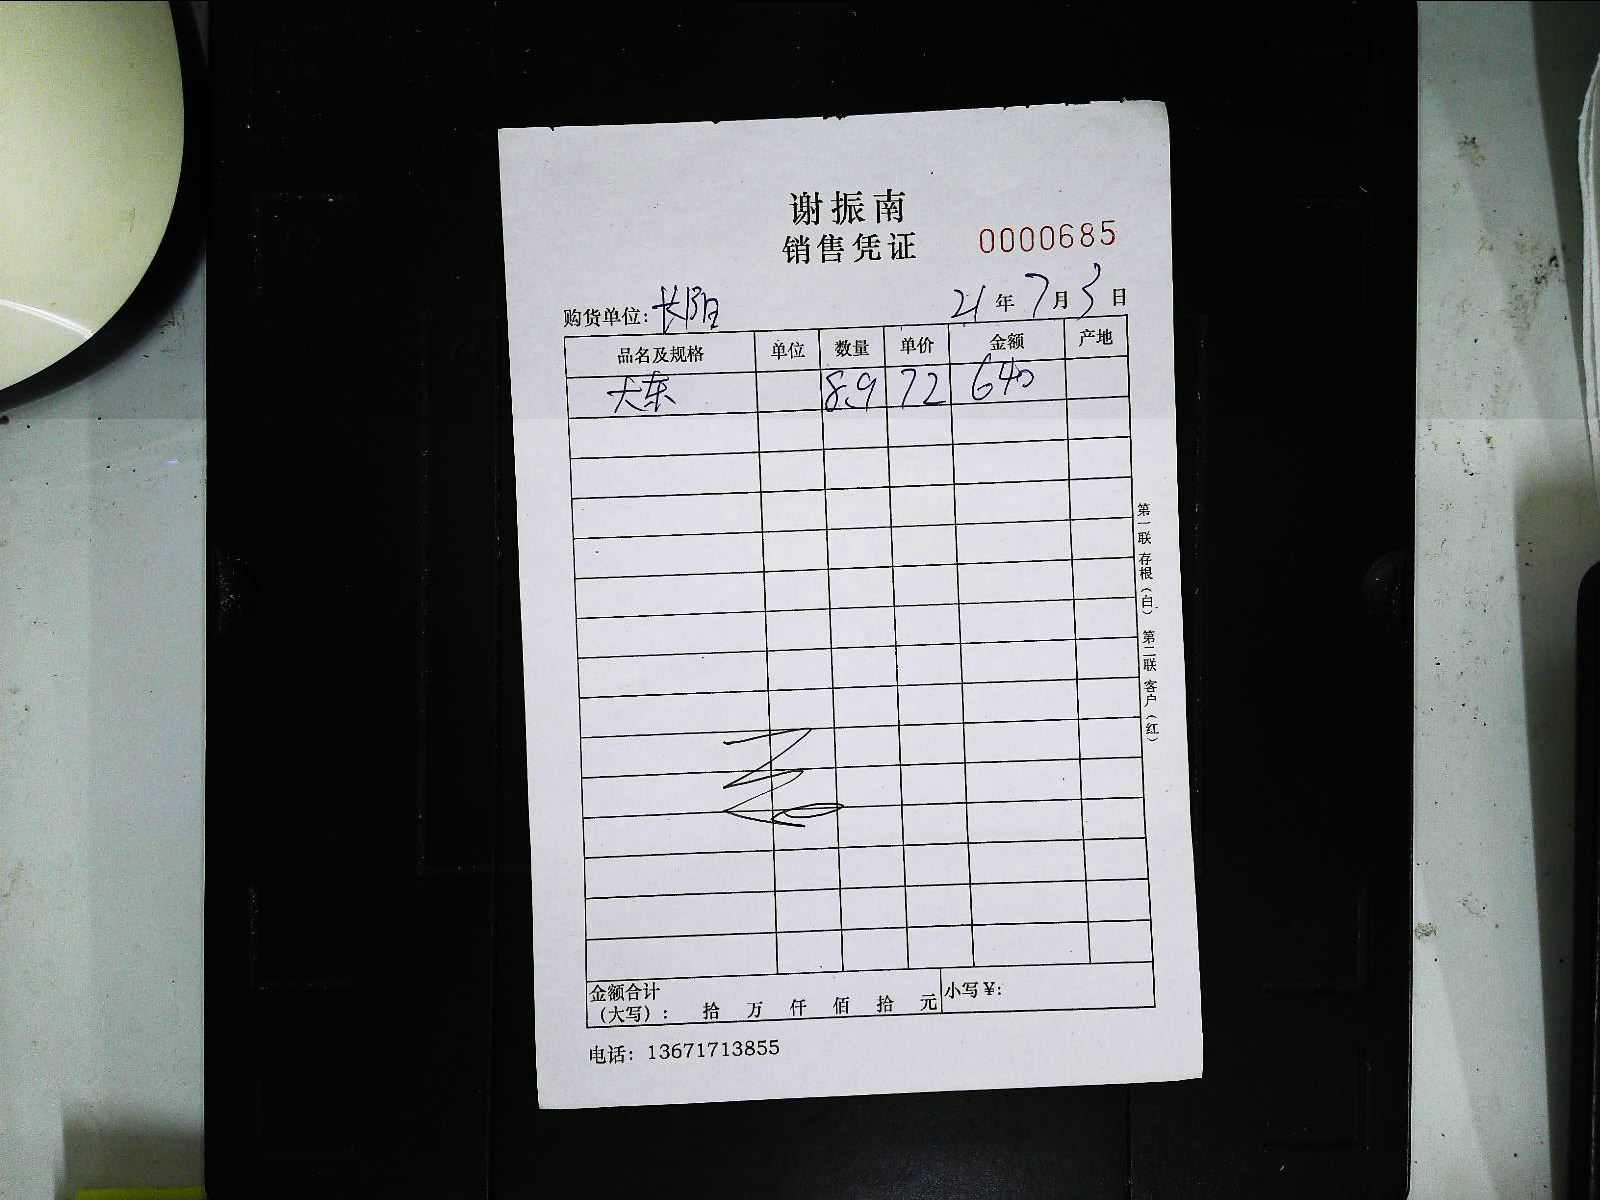 谢振南
销售凭证 0000685
购货单位: 长阳 21年7月3日
品名及规格 单位 数量 单价 金额 产地
大东 8.9 72 640
第一联 存根（白） 第二联 客户（红）
金额合计
（大写）: 拾 万 仟 佰 拾 元 小写¥:
电话: 13671713855